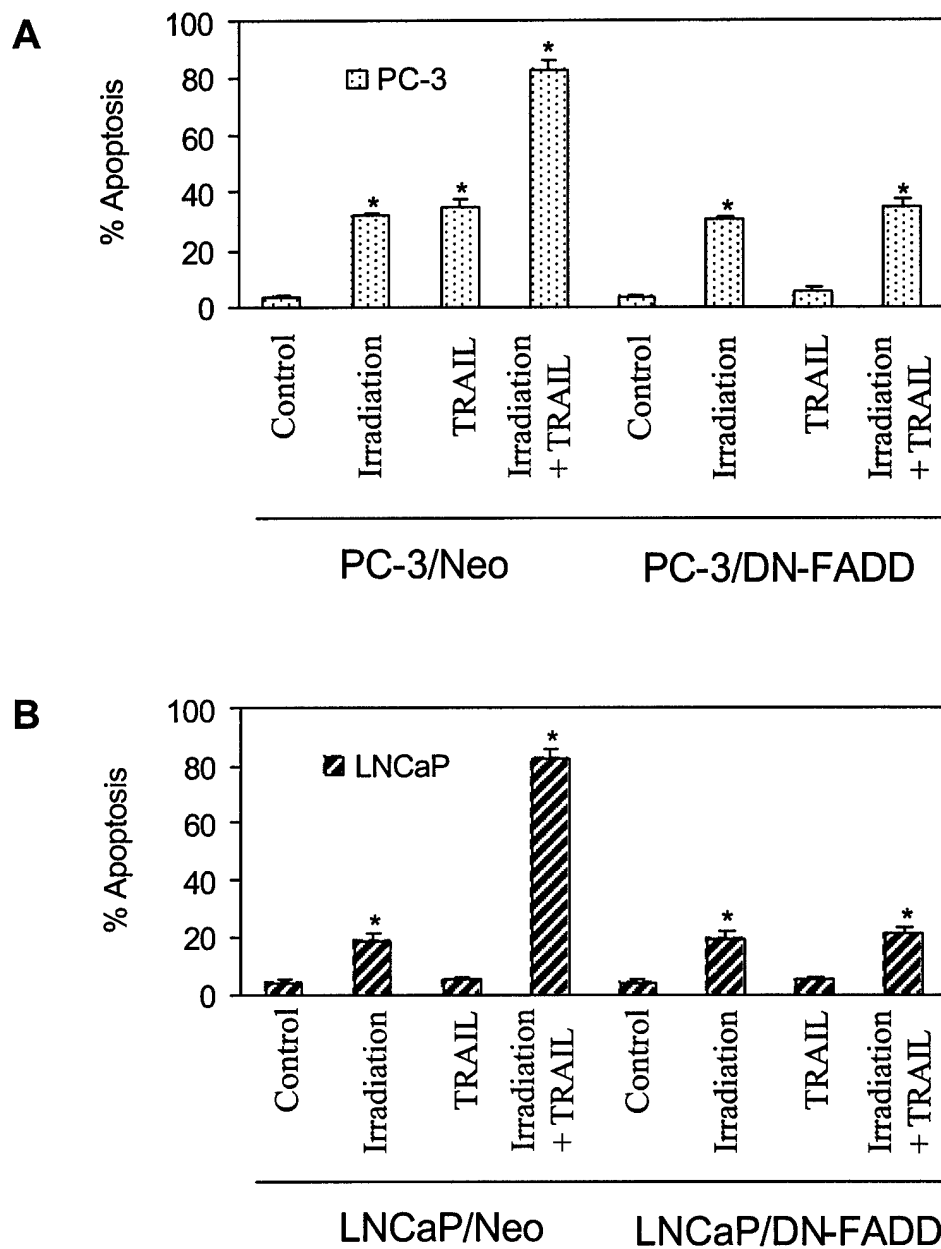 A
100
80
60
40
20
0
% Apoptosis
PC-3
*
*
*
*
*
Control
Irradiation
TRAIL
Irradiation
+ TRAIL
Control
Irradiation
TRAIL
Irradiation
+ TRAIL
PC-3/Neo
PC-3/DN-FADD
B
100
80
60
40
20
0
% Apoptosis
LNCaP
*
*
*
*
Control
Irradiation
TRAIL
Irradiation
+ TRAIL
Control
Irradiation
TRAIL
Irradiation
+ TRAIL
LNCaP/Neo
LNCaP/DN-FADD